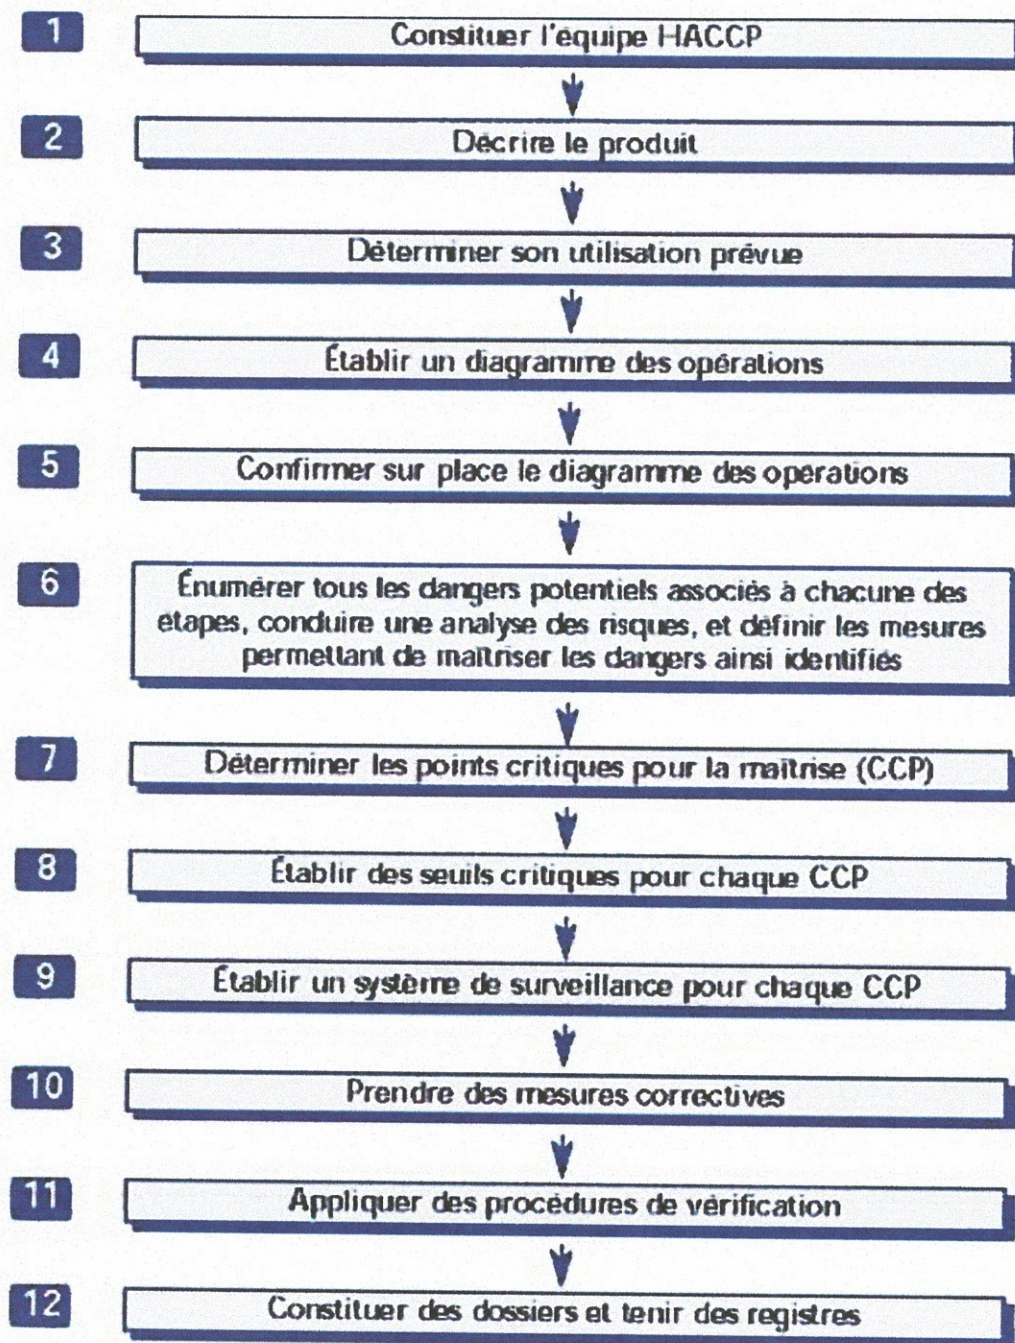 1 Constituer l'équipe HACCP
2 Décrire le produit
3 Déterminer son utilisation prévue
4 Établir un diagramme des opérations
5 Confirmer sur place le diagramme des opérations
6 Énumérer tous les dangers potentiels associés à chacune des
étapes, conduire une analyse des risques, et définir les mesures
permettant de maîtriser les dangers ainsi identifiés
7 Déterminer les points critiques pour la maîtrise (CCP)
8 Établir des seuils critiques pour chaque CCP
9 Établir un système de surveillance pour chaque CCP
10 Prendre des mesures correctives
11 Appliquer des procédures de vérification
12 Constituer des dossiers et tenir des registres